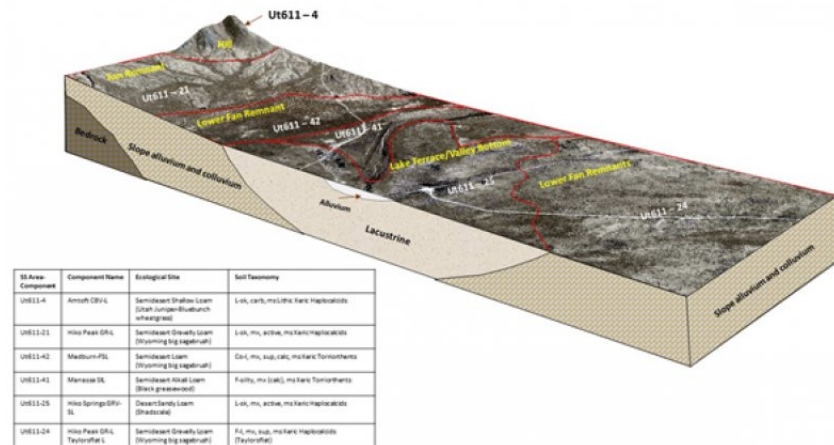 Ut611 – 4
Hill
Fan Remnant
Ut611 – 21
Lower Fan Remnant
Ut611 – 42
Ut611 – 41
Lake Terrace/Valley Bottom
Ut611 – 25
Lower Fan Remnants
Ut611 – 24
Bedrock
Slope alluvium and colluvium
Alluvium
Lacustrine
Slope alluvium and colluvium
SS Area- Component Component Name Ecological Site Soil Taxonomy
Ut611-4 Amtoft CBV-L Semidesert Shallow Loam L-sk, carb, ms Lithic Xeric Haplocalcids
(Utah Juniper-Bluebunch
wheatgrass)
Ut611-21 Hiko Peak GR-L Semidesert Gravelly Loam L-sk, mx, active, ms Xeric Haplocalcids
(Wyoming big sagebrush)
Ut611-42 Medburn-FSL Semidesert Loam Co-l, mx, sup, calc, ms Xeric Torriorthents
(Wyoming big sagebrush)
Ut611-41 Manassa SIL Semidesert Alkali Loam F-silty, mx (calc), ms Xeric Torriorthents
(Black greasewood)
Ut611-25 Hiko Springs GRV- Desert Sandy Loam L-sk, mx, active, ms Xeric Haplocalcids
SL (Shadscale)
Ut611-24 Hiko Peak GR-L Semidesert Gravelly Loam F-l, mx, sup, ms Xeric Haplocalcids
Taylorsflat L (Wyoming big sagebrush) (Taylorsflat)